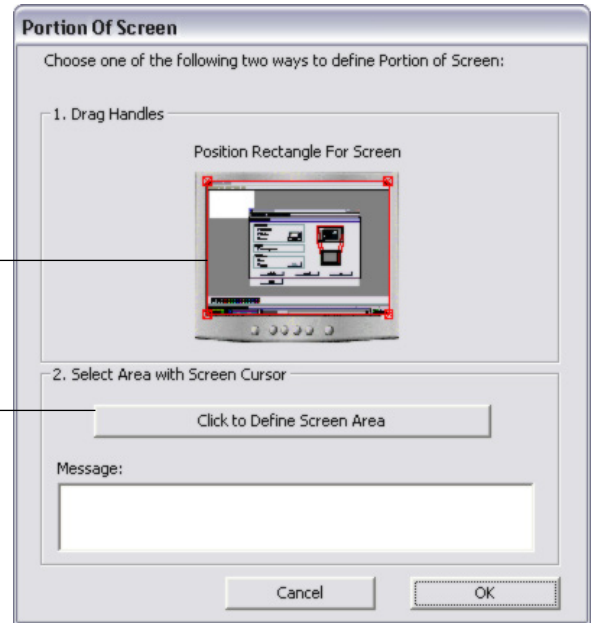 Portion Of Screen
Choose one of the following two ways to define Portion of Screen:
1. Drag Handles
Position Rectangle For Screen
2. Select Area with Screen Cursor
Click to Define Screen Area
Message:
Cancel
OK